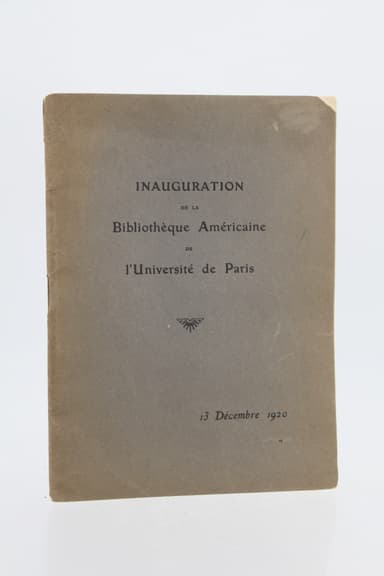 INAUGURATION
DE LA
Bibliothèque Américaine
DE
l'Université de Paris
13 Décembre 1920